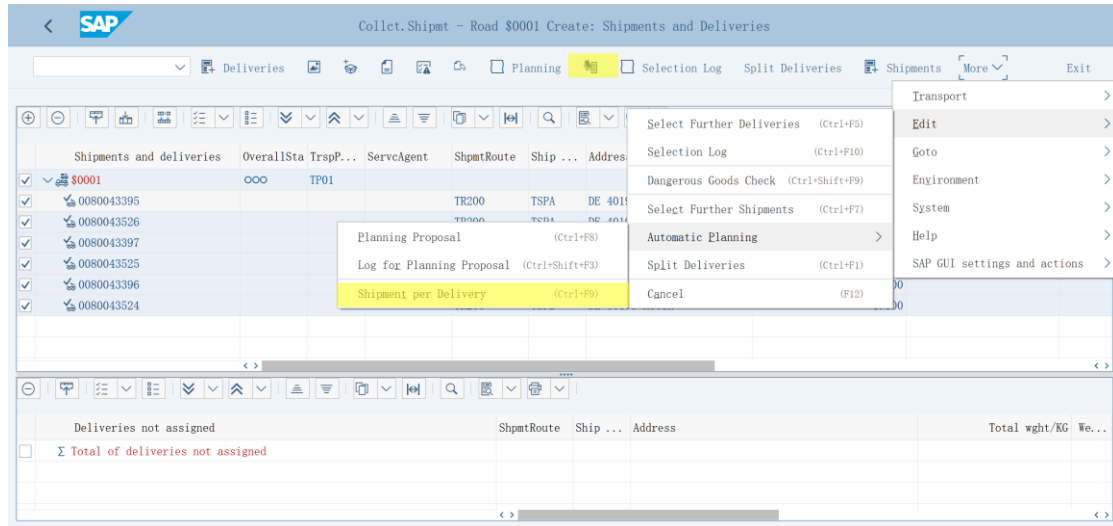 SAP
Collct.Shipmt - Road $0001 Create: Shipments and Deliveries
Deliveries
Planning
Selection Log
Split Deliveries
Shipments
More
Exit
Transport
Edit
Goto
Environment
System
Help
SAP GUI settings and actions
Select Further Deliveries (Ctrl+F5)
Selection Log (Ctrl+F10)
Dangerous Goods Check (Ctrl+Shift+F9)
Select Further Shipments (Ctrl+F7)
Automatic Planning
Split Deliveries (Ctrl+F1)
Cancel (F12)
Planning Proposal (Ctrl+F8)
Log for Planning Proposal (Ctrl+Shift+F3)
Shipment per Delivery (Ctrl+F9)
Shipments and deliveries OverallSta TrspP... ServcAgent ShpmtRoute Ship ... Addres
$0001 TP01
0080043395 TR200 TSPA DE
0080043526
0080043397
0080043525
0080043396
0080043524
Deliveries not assigned ShpmtRoute Ship ... Address Total wght/KG We...
Σ Total of deliveries not assigned